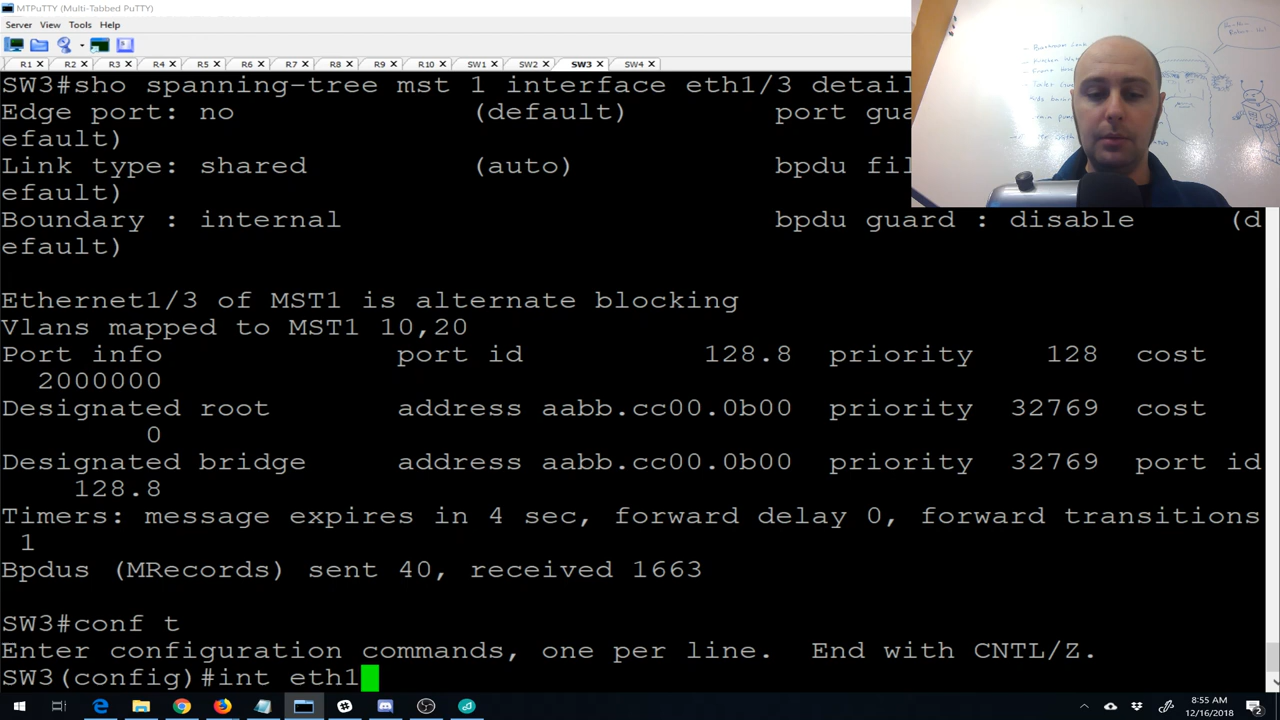 MTPuTTY (Multi-Tabbed PuTTY)
Server View Tools Help
R1 R2 R3 R4 R5 R6 R7 R8 R9 R10 SW1 SW2 SW3 SW4
SW3#sho spanning-tree mst 1 interface eth1/3 detail
Edge port: no (default) port gua
efault)
Link type: shared (auto) bpdu fil
efault)
Boundary : internal bpdu guard : disable (d
efault)
Ethernet1/3 of MST1 is alternate blocking
Vlans mapped to MST1 10,20
Port info port id 128.8 priority 128 cost
2000000
Designated root address aabb.cc00.0b00 priority 32769 cost
0
Designated bridge address aabb.cc00.0b00 priority 32769 port id
128.8
Timers: message expires in 4 sec, forward delay 0, forward transitions
1
Bpdus (MRecords) sent 40, received 1663
SW3#conf t
Enter configuration commands, one per line. End with CNTL/Z.
SW3(config)#int eth1
8:55 AM
12/16/2018
2